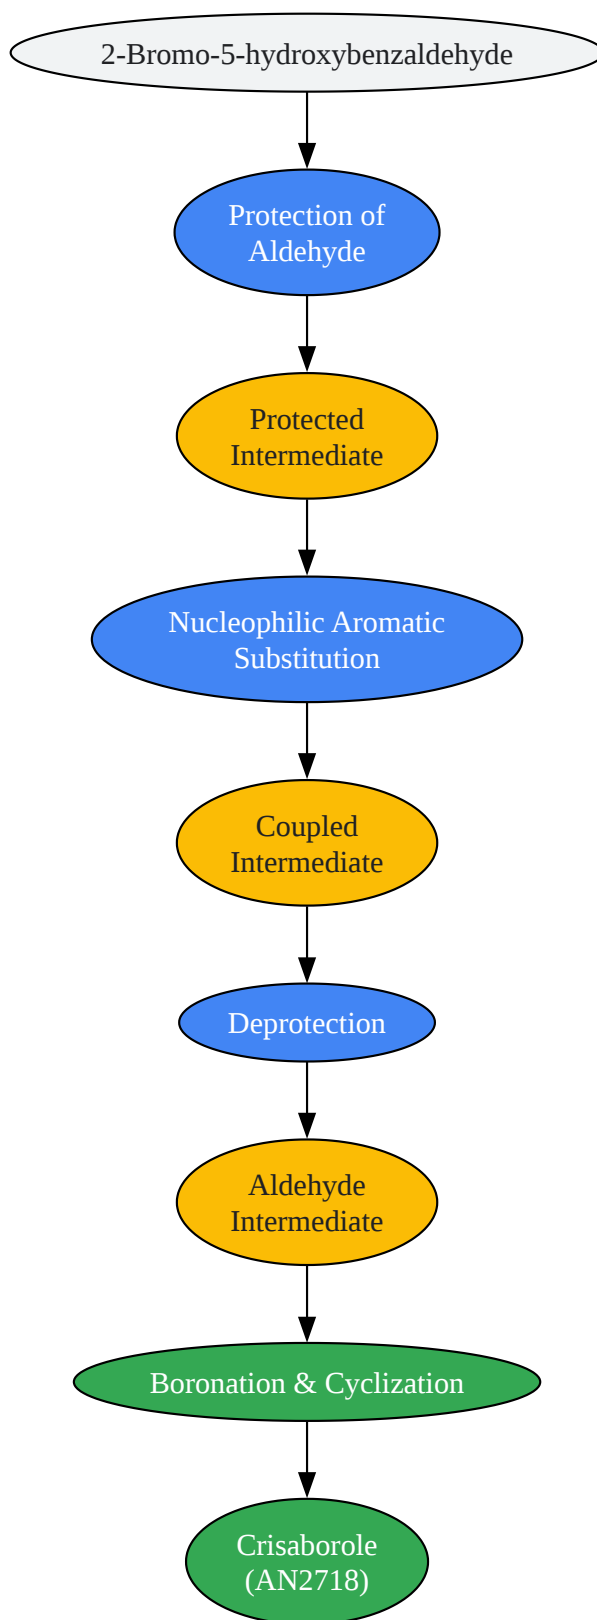 2-Bromo-5-hydroxybenzaldehyde
Protection of
Aldehyde
Protected
Intermediate
Nucleophilic Aromatic
Substitution
Coupled
Intermediate
Deprotection
Aldehyde
Intermediate
Boronation & Cyclization
Crisaborole
(AN2718)